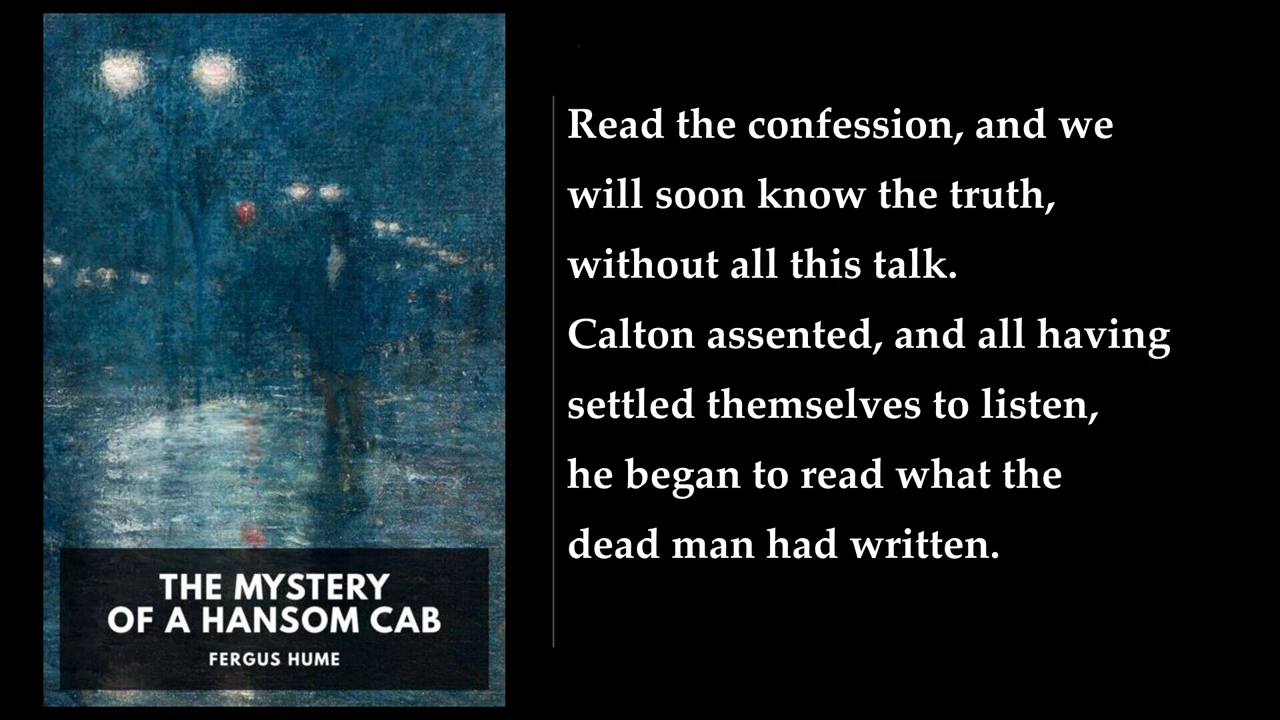 THE MYSTERY
OF A HANSOM CAB
FERGUS HUME
Read the confession, and we
will soon know the truth,
without all this talk.
Calton assented, and all having
settled themselves to listen,
he began to read what the
dead man had written.